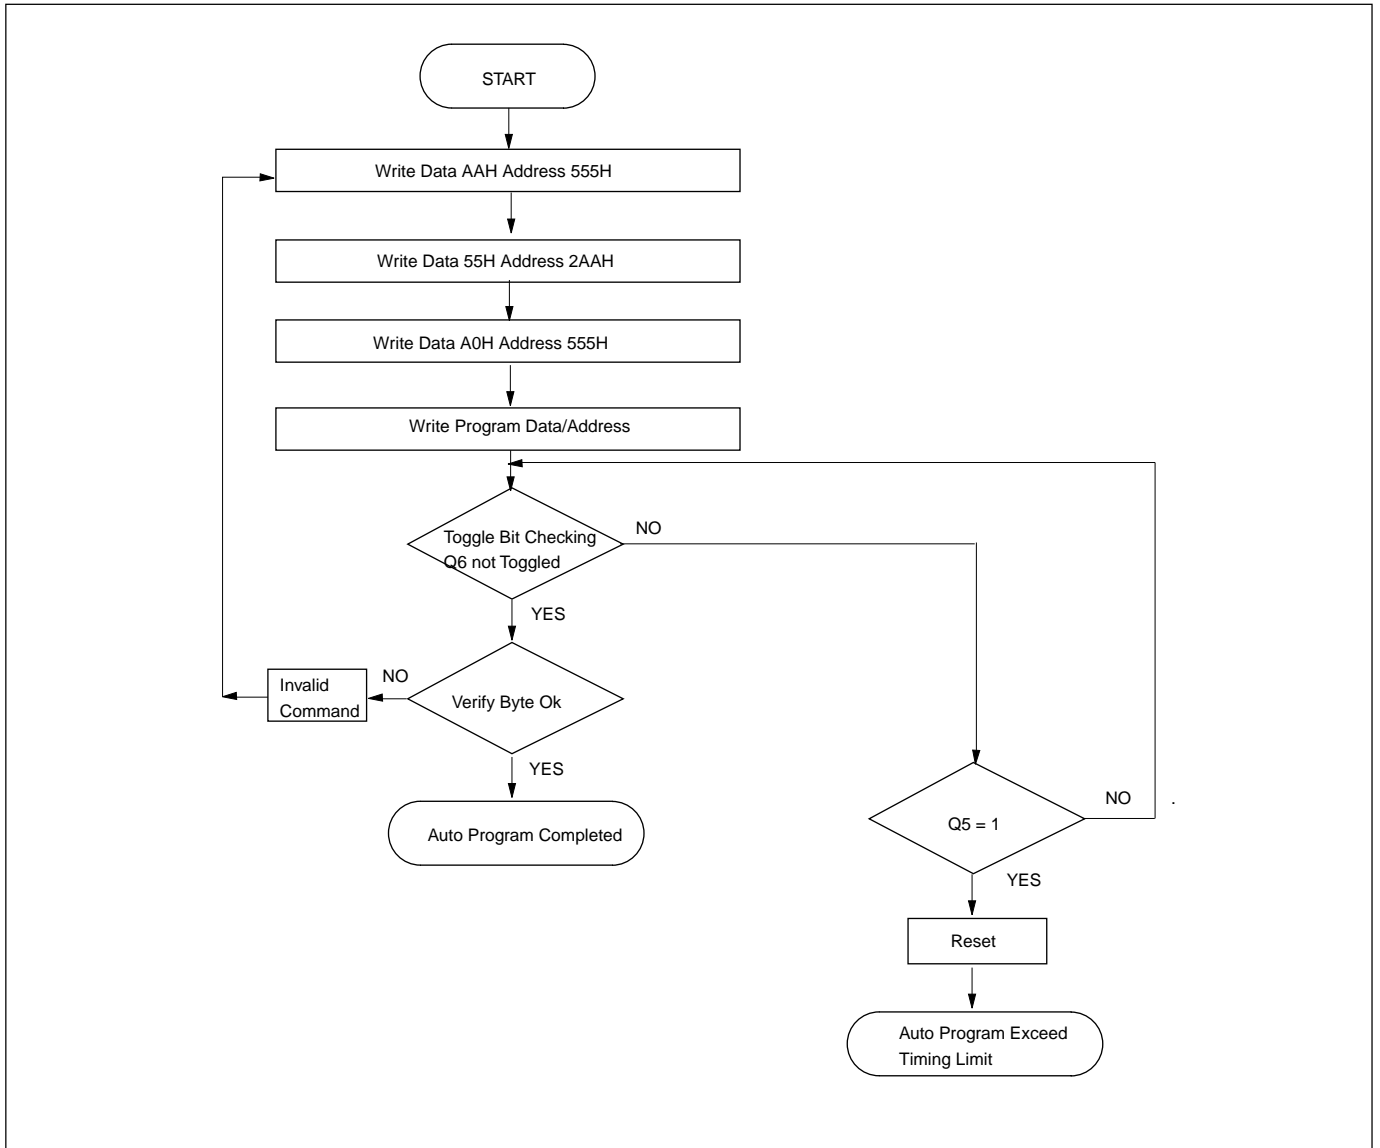 START
Write Data AAH Address 555H
Write Data 55H Address 2AAH
Write Data A0H Address 555H
Write Program Data/Address
Toggle Bit Checking
Q6 not Toggled
NO
YES
Invalid
Command
NO
Verify Byte Ok
YES
Auto Program Completed
Q5 = 1
NO
.
YES
Reset
Auto Program Exceed
Timing Limit